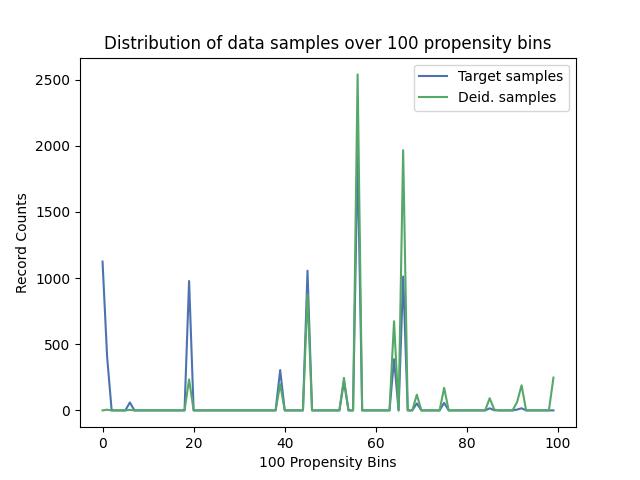 Distribution of data samples over 100 propensity bins
Target samples
Deid. samples
Record Counts
2500
2000
1500
1000
500
0
0 20 40 60 80 100
100 Propensity Bins